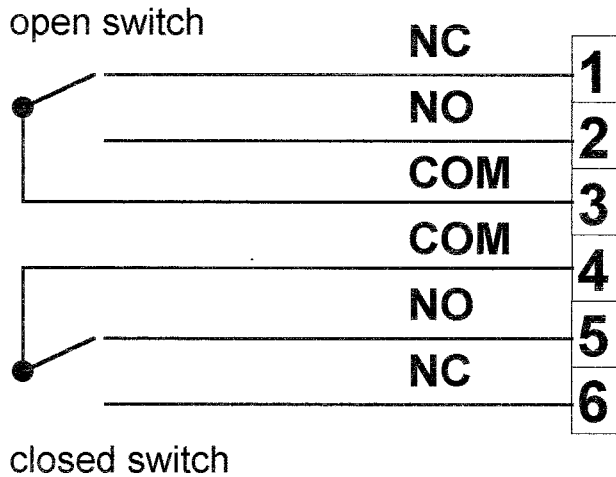 open switch
NC 1
NO 2
COM 3
COM 4
NO 5
NC 6
closed switch